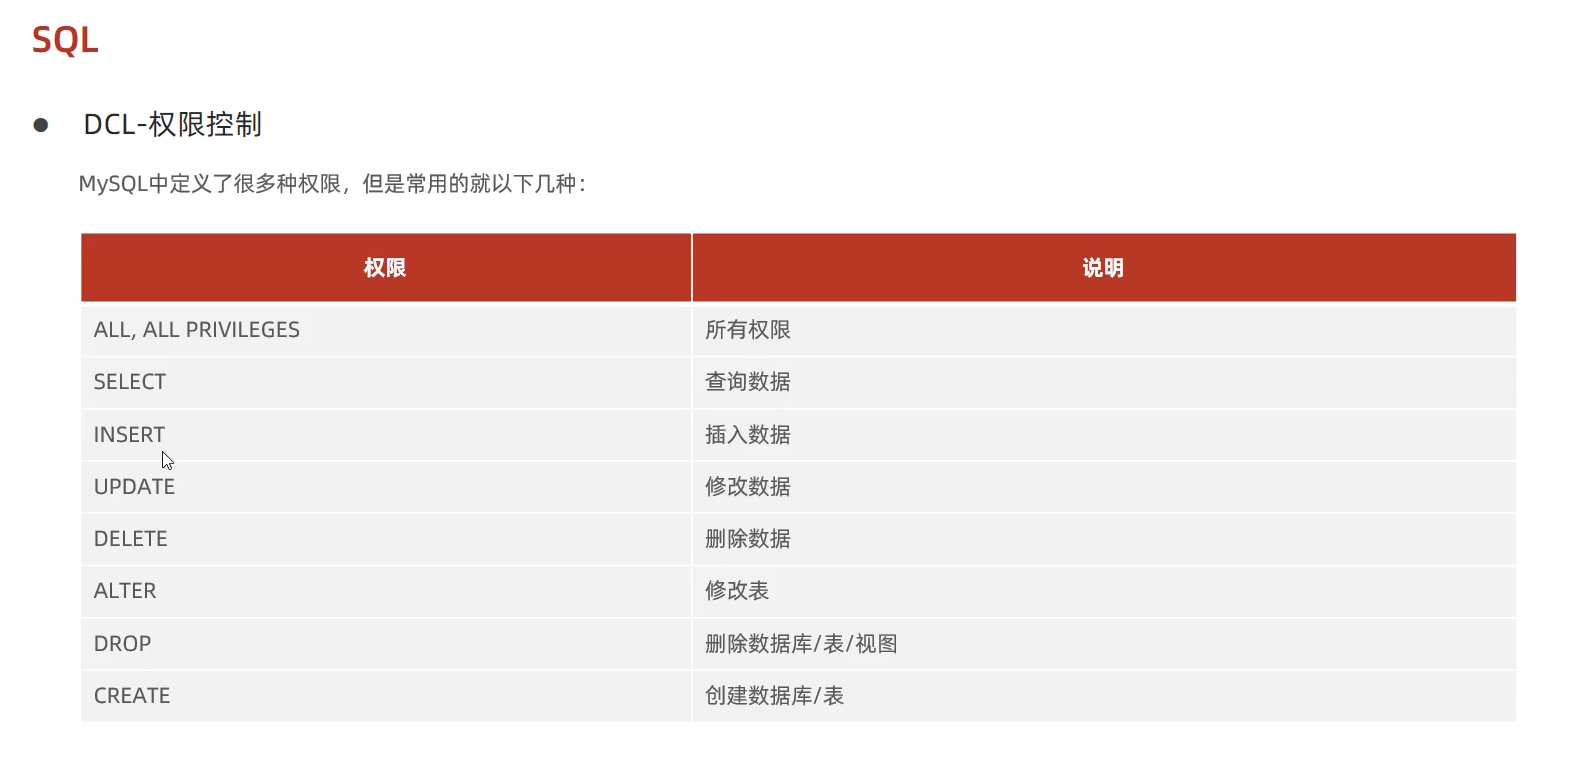 SQL
DCL-权限控制
MySQL中定义了很多种权限，但是常用的就以下几种：
权限 说明
ALL, ALL PRIVILEGES 所有权限
SELECT 查询数据
INSERT 插入数据
UPDATE 修改数据
DELETE 删除数据
ALTER 修改表
DROP 删除数据库/表/视图
CREATE 创建数据库/表